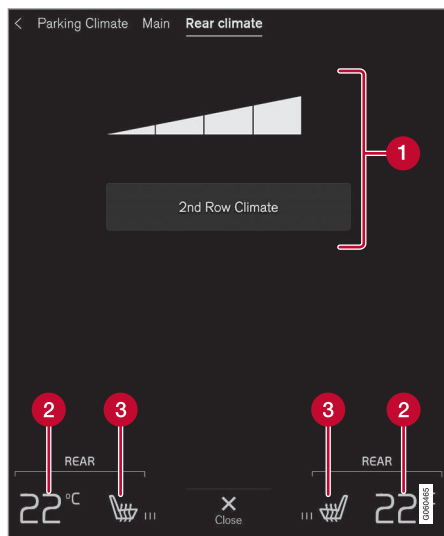 < Parking Climate Main Rear climate
1
2nd Row Climate
2 3 3 2
REAR REAR
22°C Close 22
G060465